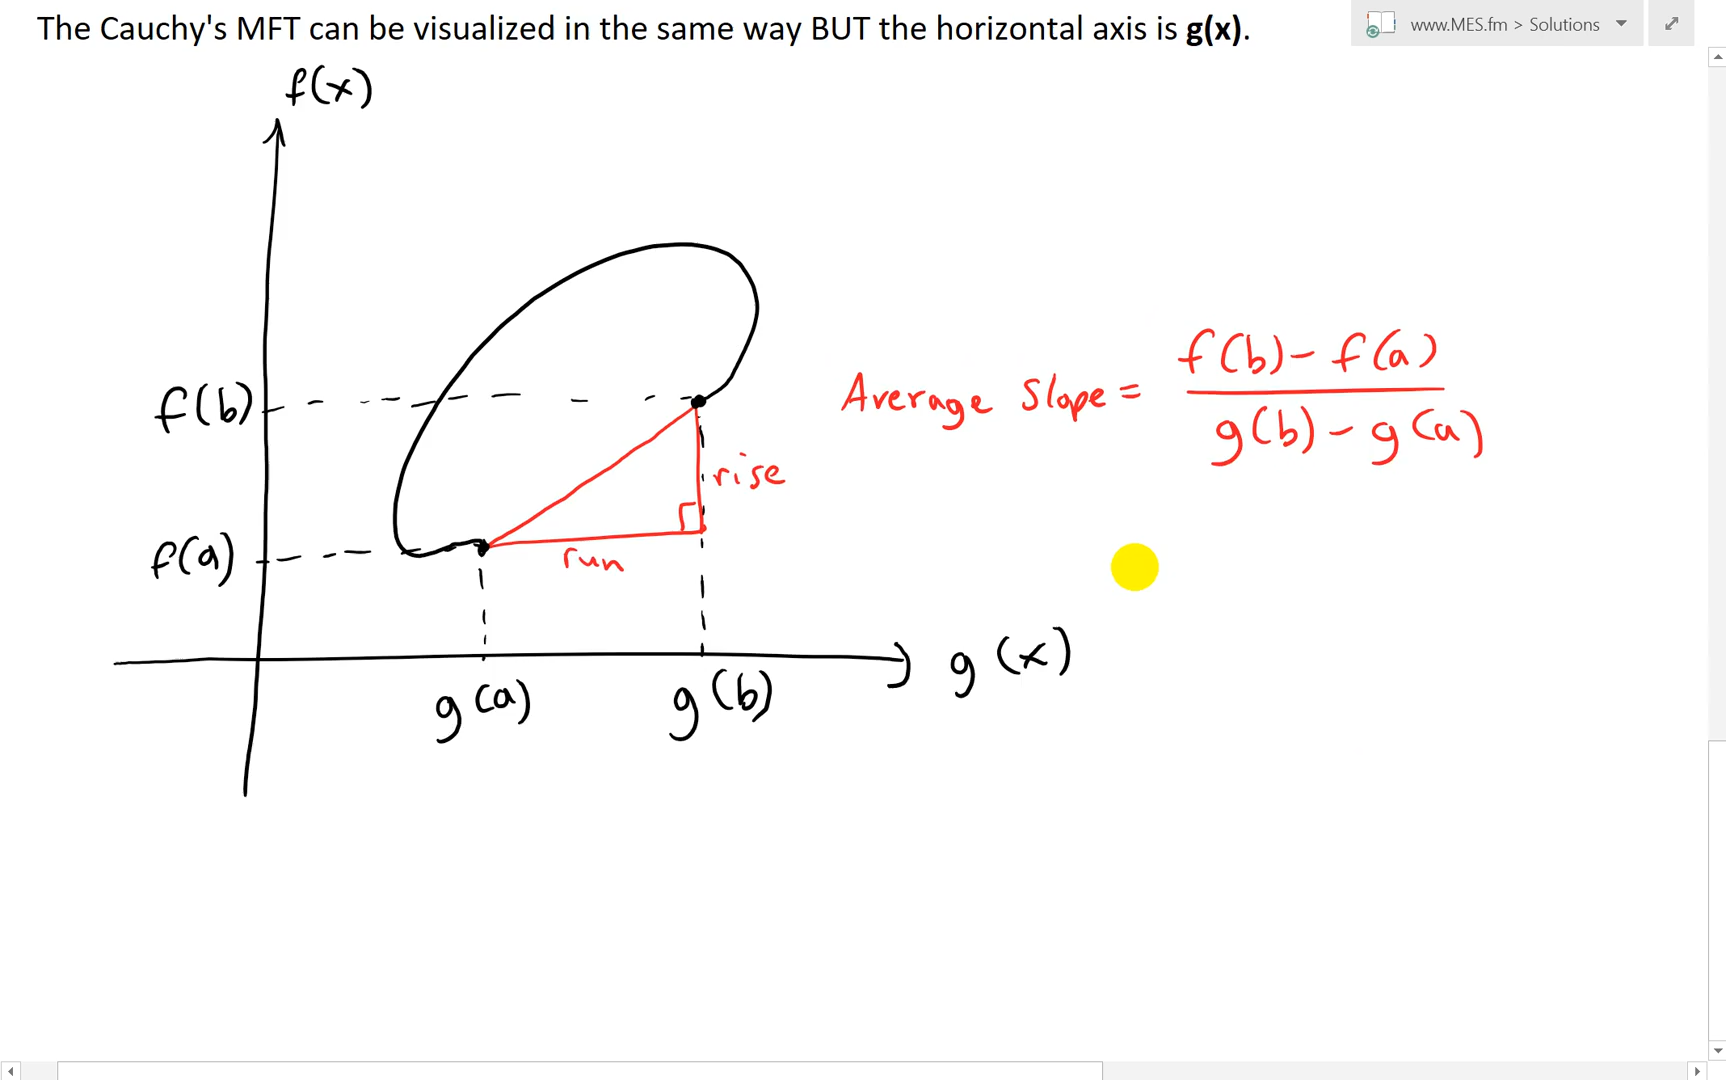 The Cauchy's MFT can be visualized in the same way BUT the horizontal axis is g(x).
www.MES.fm > Solutions
f(x)
f(b) - f(a)
Average Slope =
g(b) - g(a)
f(b)
rise
f(a)
run
g(x)
g(a)
g(b)